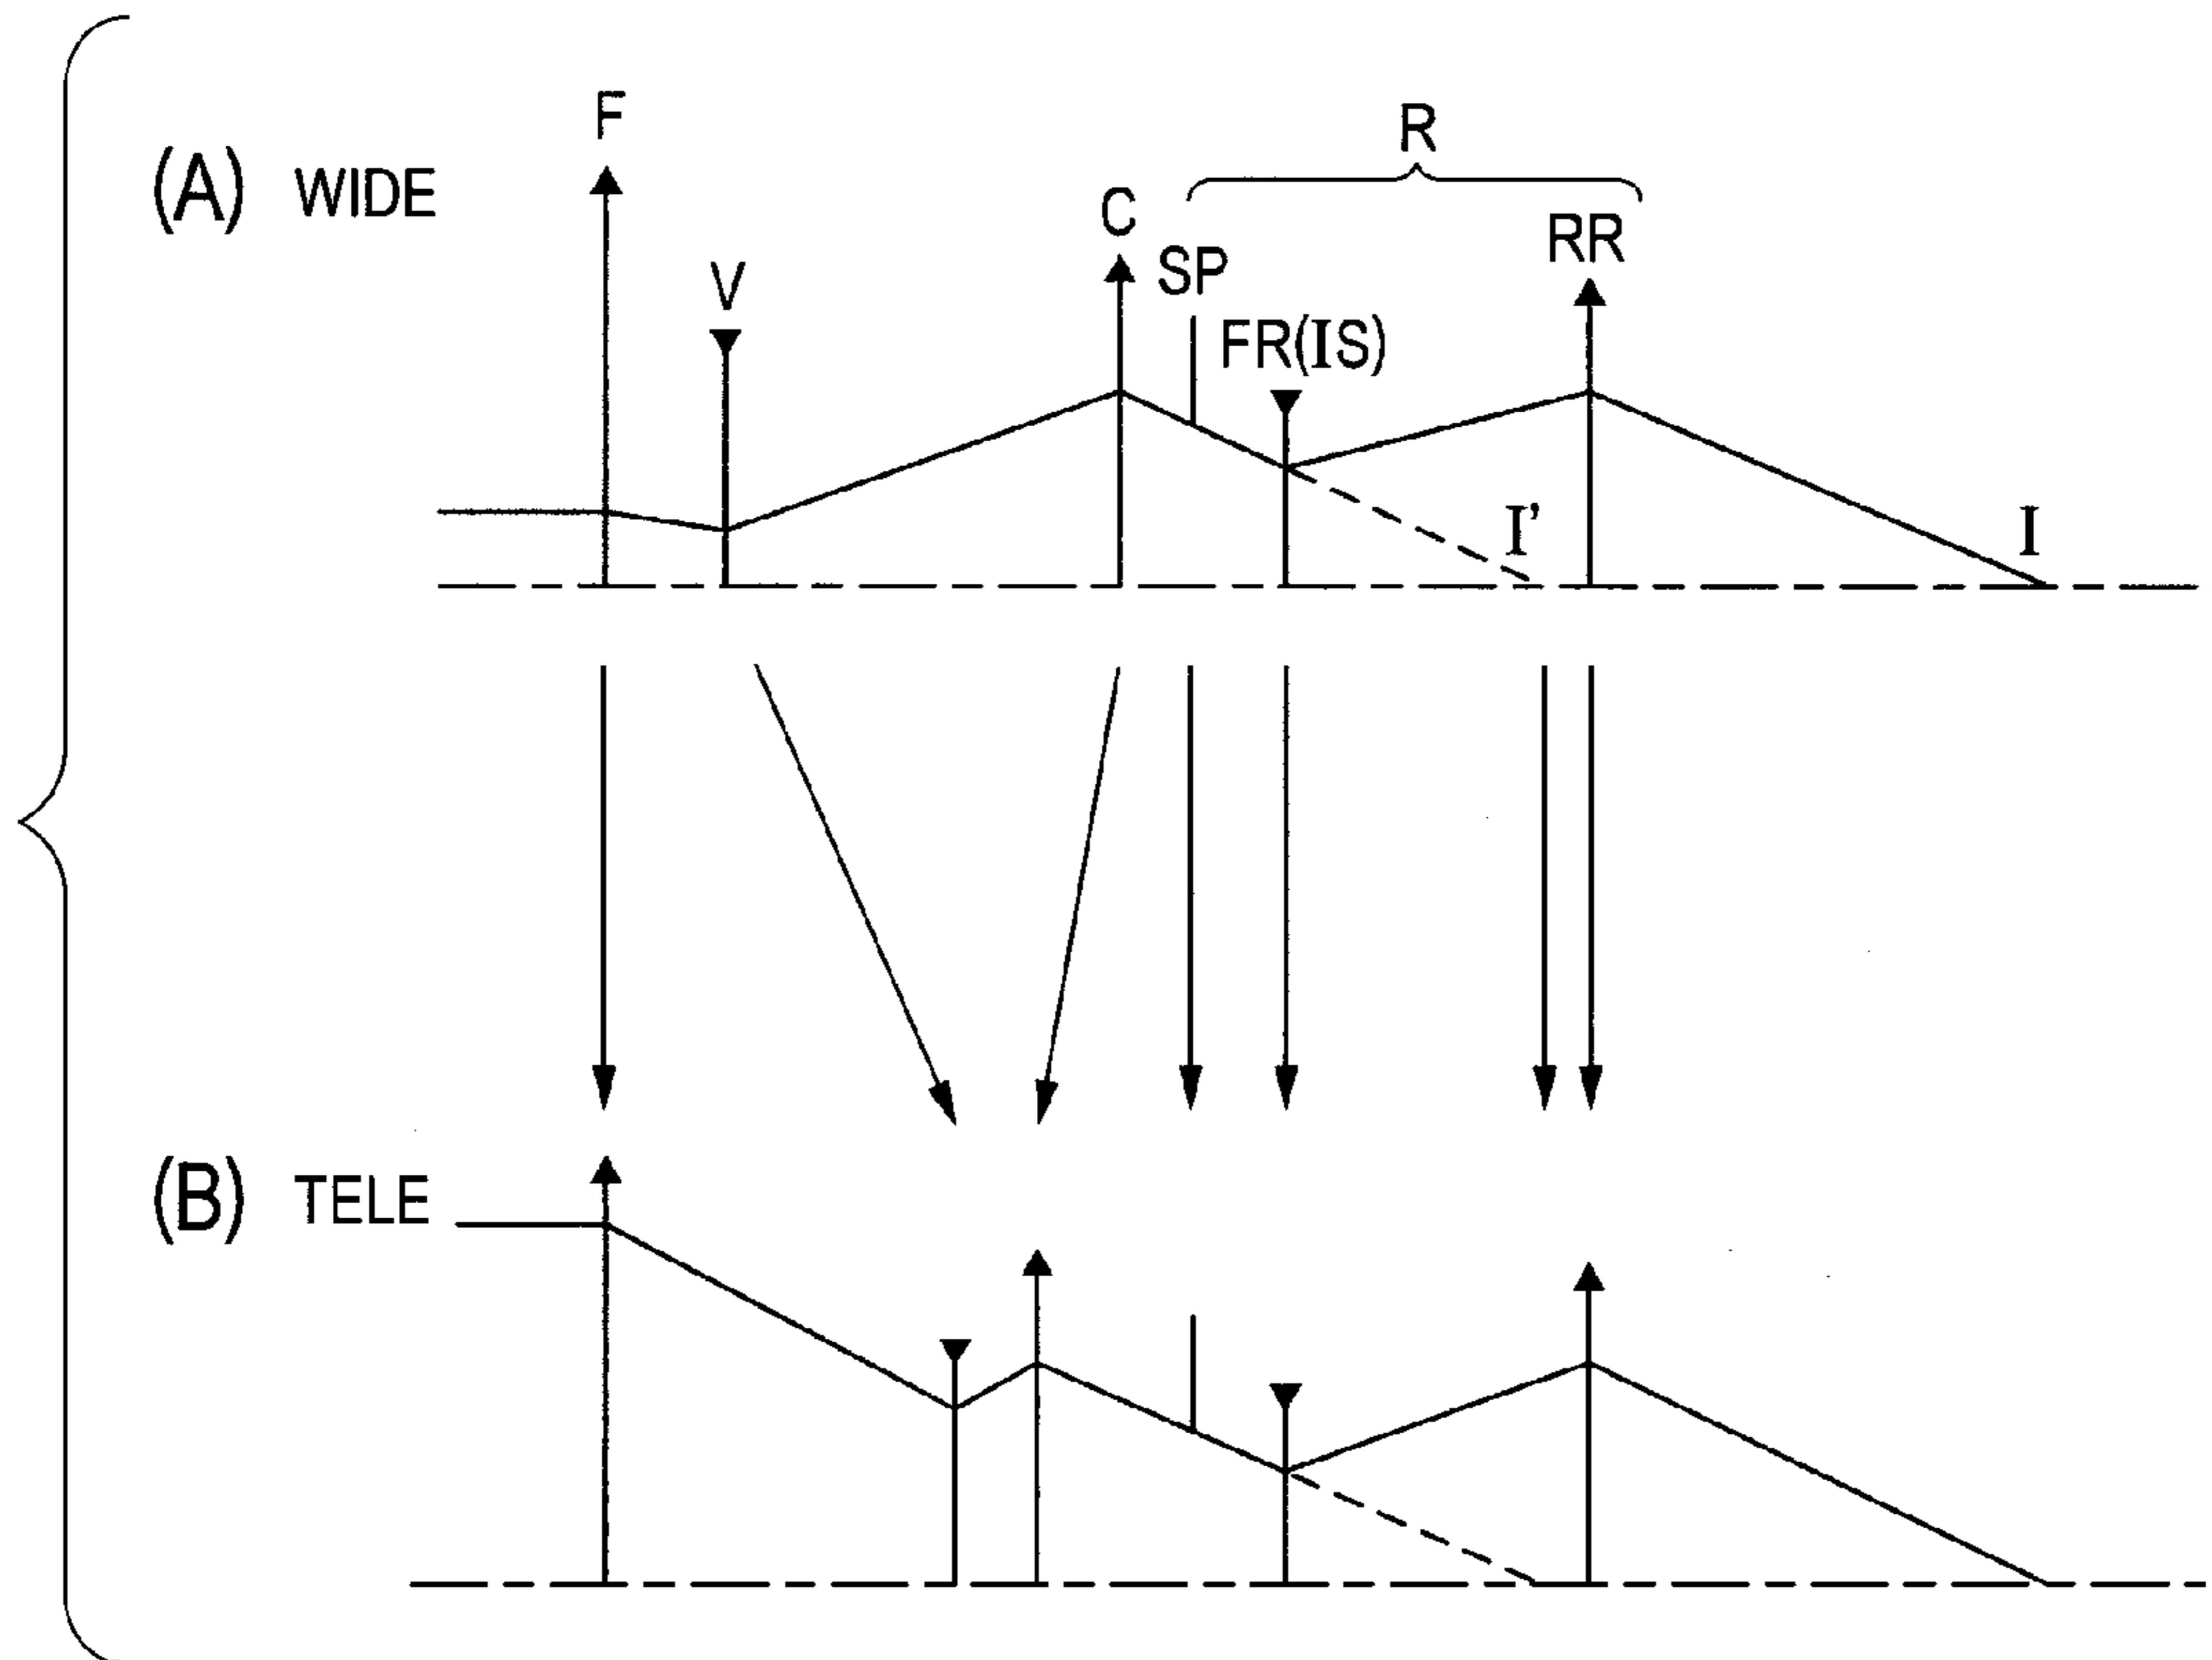 (A) WIDE
F
V
C
SP
FR(IS)
R
RR
I'
I
(B) TELE